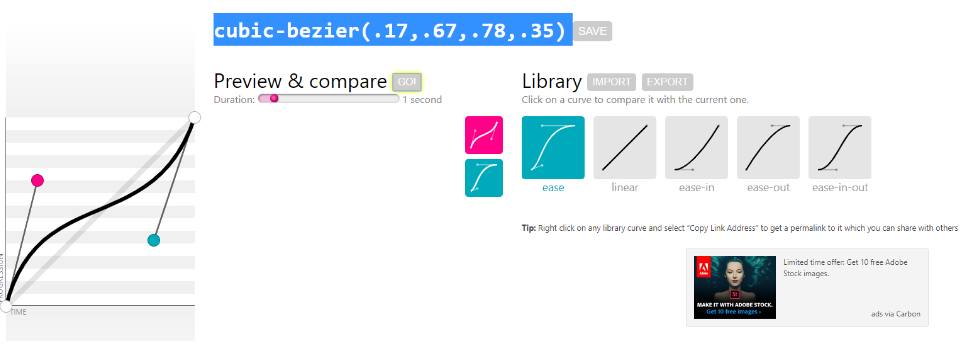 cubic-bezier(.17,.67,.78,.35) SAVE
Preview & compare GO!
Duration: 1 second
Library IMPORT EXPORT
Click on a curve to compare it with the current one.
ease linear ease-in ease-out ease-in-out
Tip: Right click on any library curve and select “Copy Link Address” to get a permalink to it which you can share with others
PROGRESSION
TIME
Adobe
MAKE IT WITH ADOBE STOCK.
Get 10 free images ›
Limited time offer: Get 10 free Adobe
Stock images.
ads via Carbon